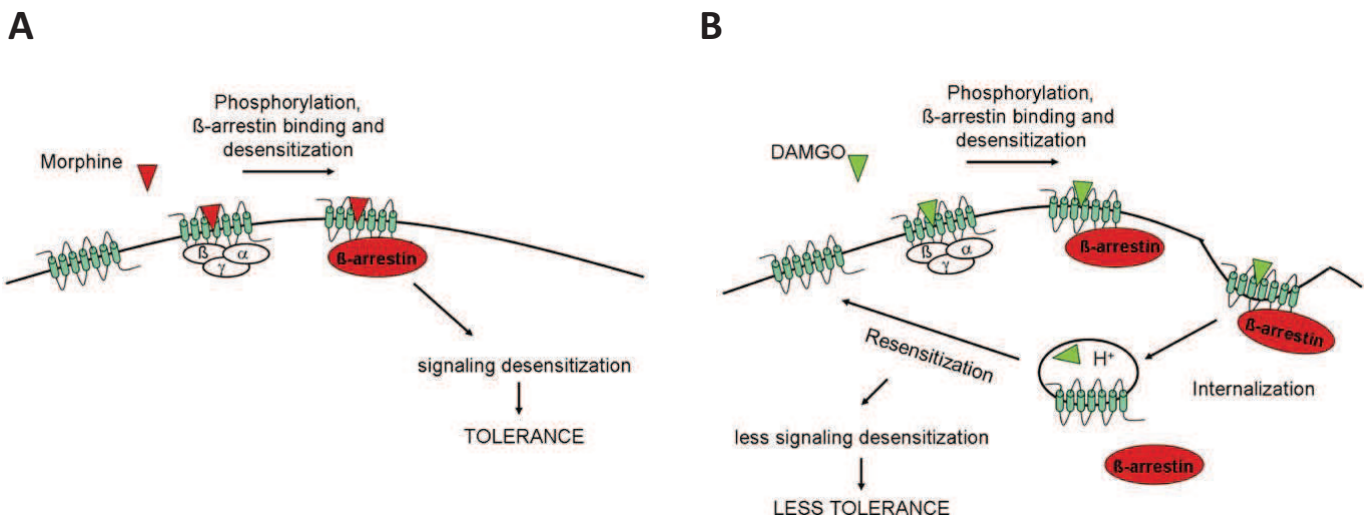 A
Phosphorylation,
ß-arrestin binding and
desensitization
Morphine
ß
α
γ
ß-arrestin
signaling desensitization
TOLERANCE
B
Phosphorylation,
ß-arrestin binding and
desensitization
DAMGO
ß
α
γ
ß-arrestin
ß-arrestin
Resensitization
H⁺
Internalization
less signaling desensitization
ß-arrestin
LESS TOLERANCE